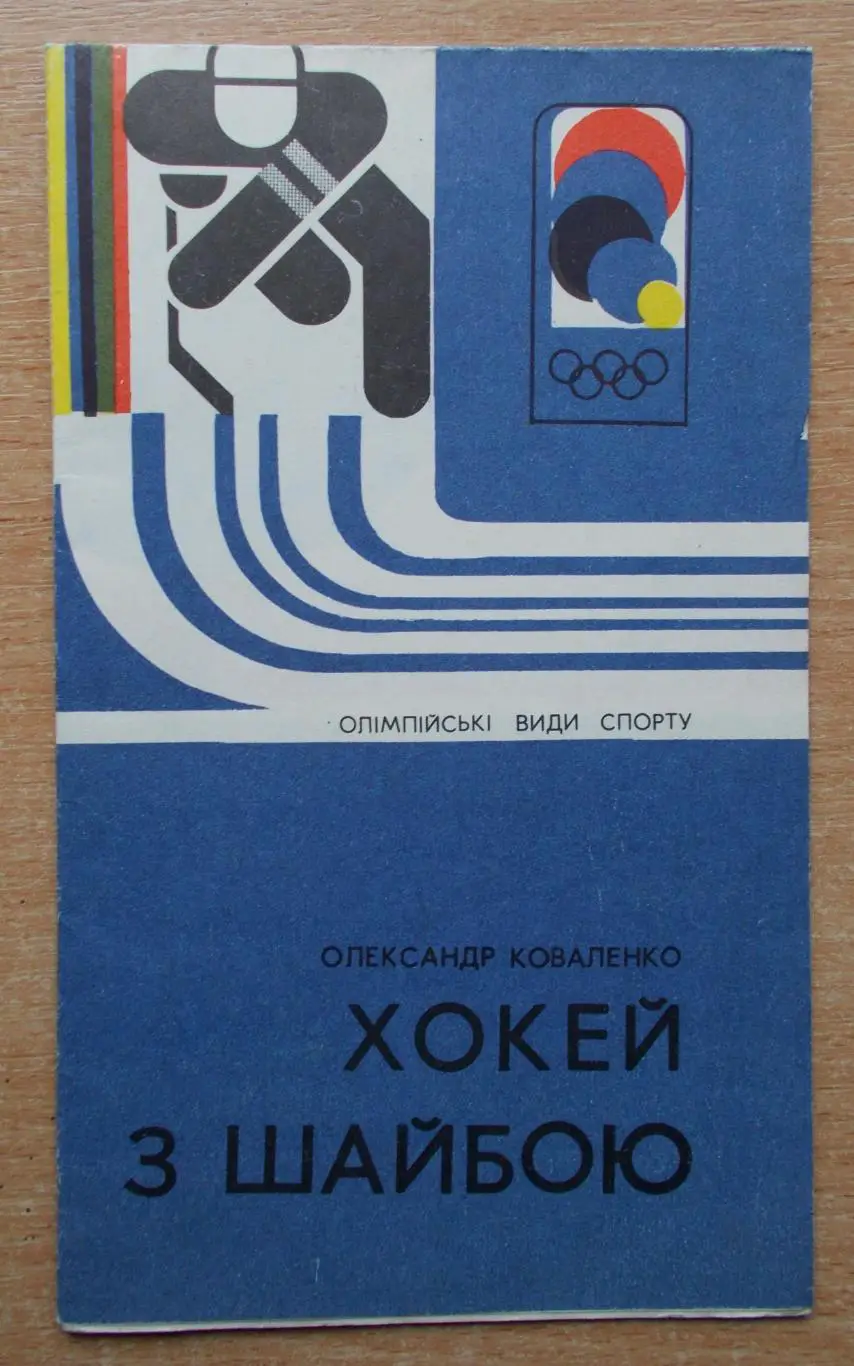 ОЛІМПІЙСЬКІ ВИДИ СПОРТУ
ОЛЕКСАНДР КОВАЛЕНКО
ХОКЕЙ
З ШАЙБОЮ